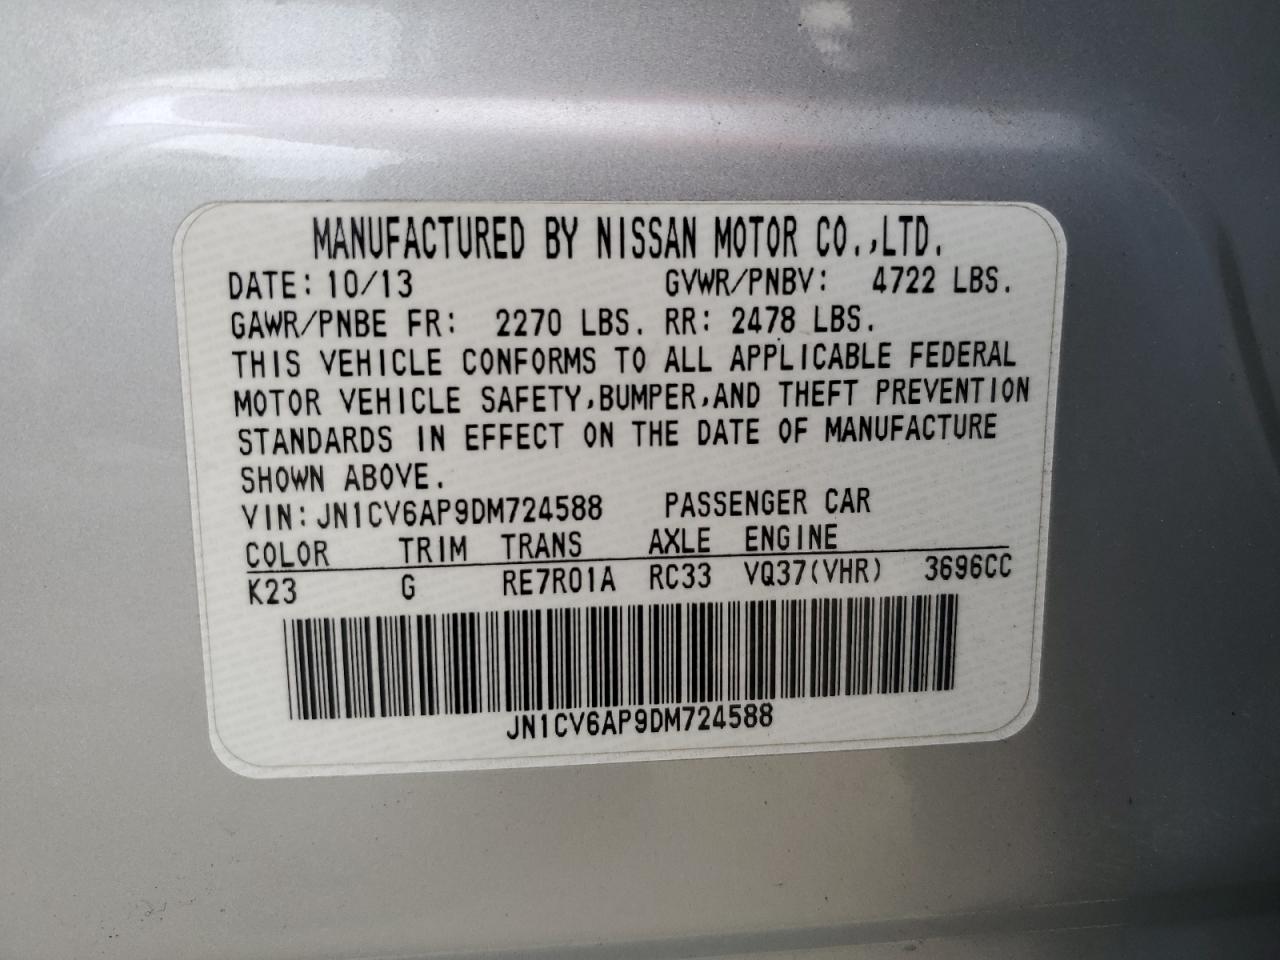 MANUFACTURED BY NISSAN MOTOR CO.,LTD.
DATE: 10/13 GVWR/PNBV: 4722 LBS.
GAWR/PNBE FR: 2270 LBS. RR: 2478 LBS.
THIS VEHICLE CONFORMS TO ALL APPLICABLE FEDERAL
MOTOR VEHICLE SAFETY,BUMPER,AND THEFT PREVENTION
STANDARDS IN EFFECT ON THE DATE OF MANUFACTURE
SHOWN ABOVE.
VIN: JN1CV6AP9DM724588 PASSENGER CAR
COLOR TRIM TRANS AXLE ENGINE
K23 G RE7R01A RC33 VQ37(VHR) 3696CC
JN1CV6AP9DM724588